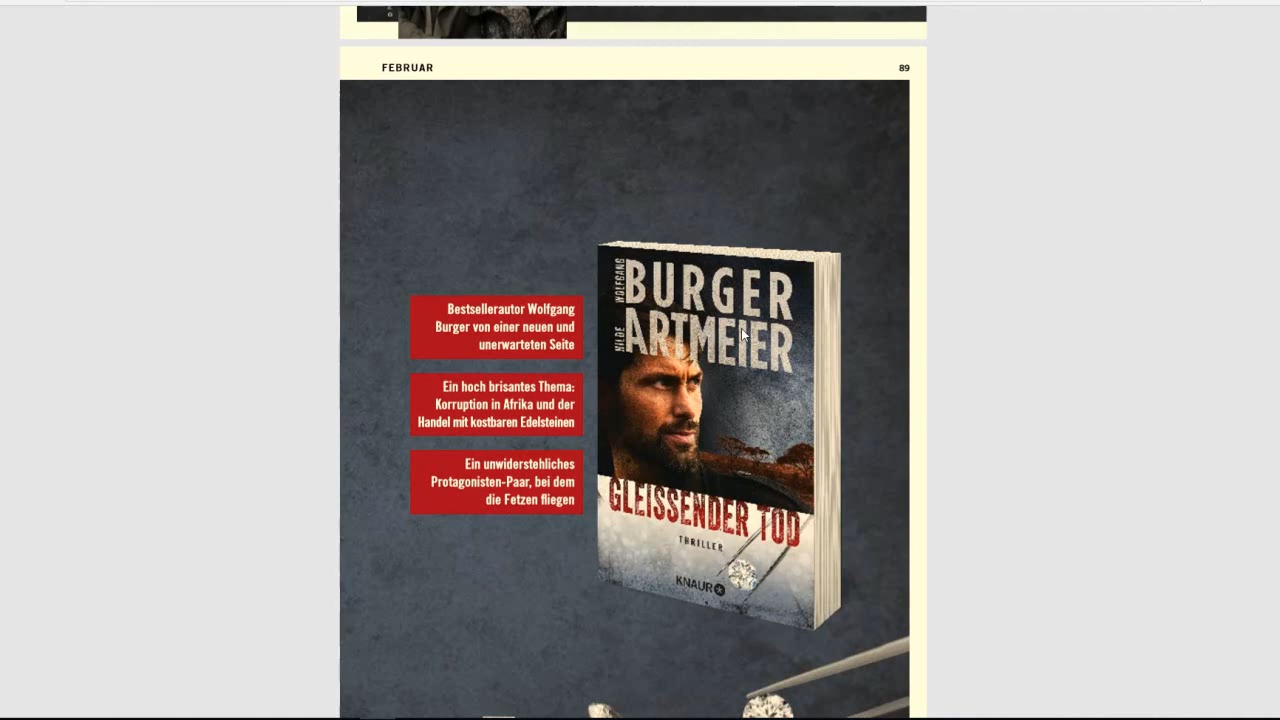 FEBRUAR
89
Bestsellerautor Wolfgang
Burger von einer neuen und
unerwarteten Seite
Ein hoch brisantes Thema:
Korruption in Afrika und der
Handel mit kostbaren Edelsteinen
Ein unwiderstehliches
Protagonisten-Paar, bei dem
die Fetzen fliegen
WOLFGANG
BURGER
HILDE
ARTMEIER
GLEISSENDER TOD
THRILLER
KNAUR